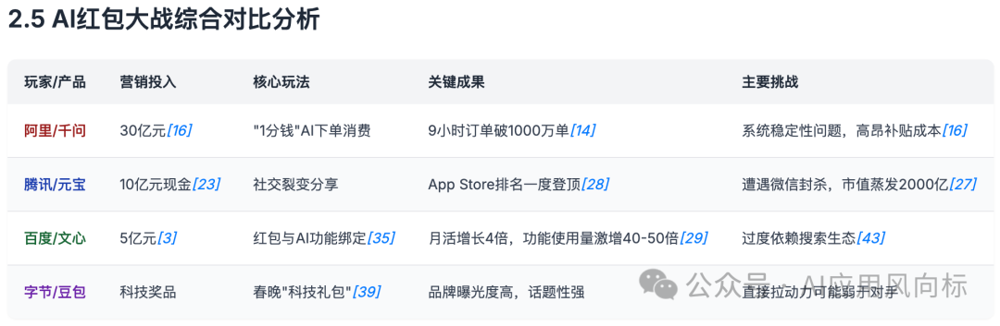 2.5 AI红包大战综合对比分析
玩家/产品 营销投入 核心玩法 关键成果 主要挑战
阿里/千问 30亿元[16] "1分钱"AI下单消费 9小时订单破1000万单[14] 系统稳定性问题，高昂补贴成本[16]
腾讯/元宝 10亿元现金[23] 社交裂变分享 App Store排名一度登顶[28] 遭遇微信封杀，市值蒸发2000亿[27]
百度/文心 5亿元[3] 红包与AI功能绑定[35] 月活增长4倍，功能使用量激增40-50倍[29] 过度依赖搜索生态[43]
字节/豆包 科技奖品 春晚"科技礼包"[39] 品牌曝光度高，话题性强 直接拉动力可能弱于对手
公众号 · AI应用风向标